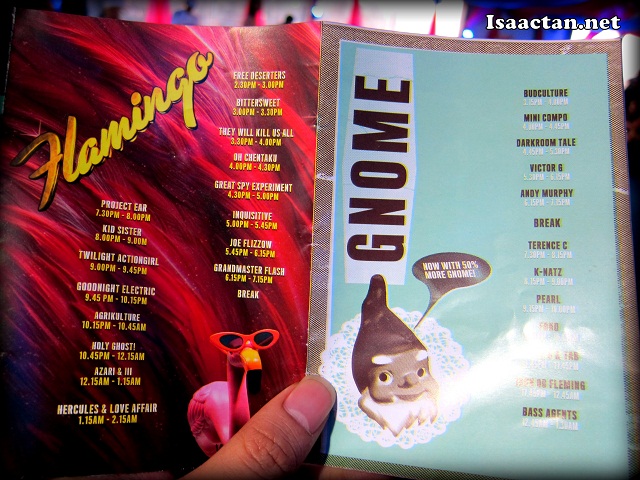 Isaactan.net
Flamingo
FREE DESERTERS
2.30PM - 3.00PM
BITTERSWEET
3.00PM - 3.30PM
THEY WILL KILL US ALL
3.30PM - 4.00PM
OH CHENTAKU
4.00PM - 4.30PM
GREAT SPY EXPERIMENT
4.30PM - 5.00PM
INQUISITIVE
5.00PM - 5.45PM
JOE FLIZZOW
5.45PM - 6.15PM
GRANDMASTER FLASH
6.15PM - 7.15PM
BREAK
PROJECT EAR
7.30PM - 8.00PM
KID SISTER
8.00PM - 9.00PM
TWILIGHT ACTIONGIRL
9.00PM - 9.45PM
GOODNIGHT ELECTRIC
9.45 PM - 10.15PM
AGRIKULTURE
10.15PM - 10.45AM
HOLY GHOST!
10.45PM - 12.15AM
AZARI & III
12.15AM - 1.15AM
HERCULES & LOVE AFFAIR
1.15AM - 2.15AM
GNOME
NOW WITH 50%
MORE GNOME!
BUDCULTURE
MINI COMPO
DARKROOM TALE
VICTOR G
ANDY MURPHY
BREAK
TERENCE C
K-NATZ
PEARL
FLEMING
BASS AGENTS